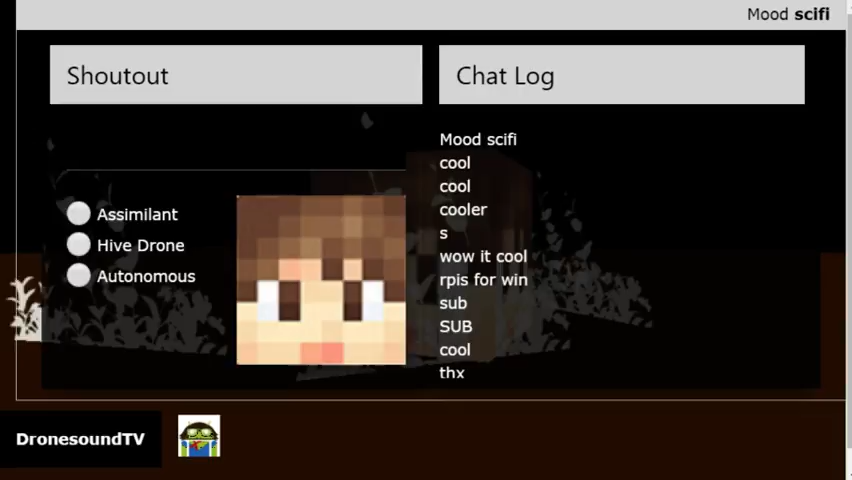 Mood scifi
Shoutout
Chat Log
Assimilant
Hive Drone
Autonomous
Mood scifi
cool
cool
cooler
s
wow it cool
rpis for win
sub
SUB
cool
thx
DronesoundTV